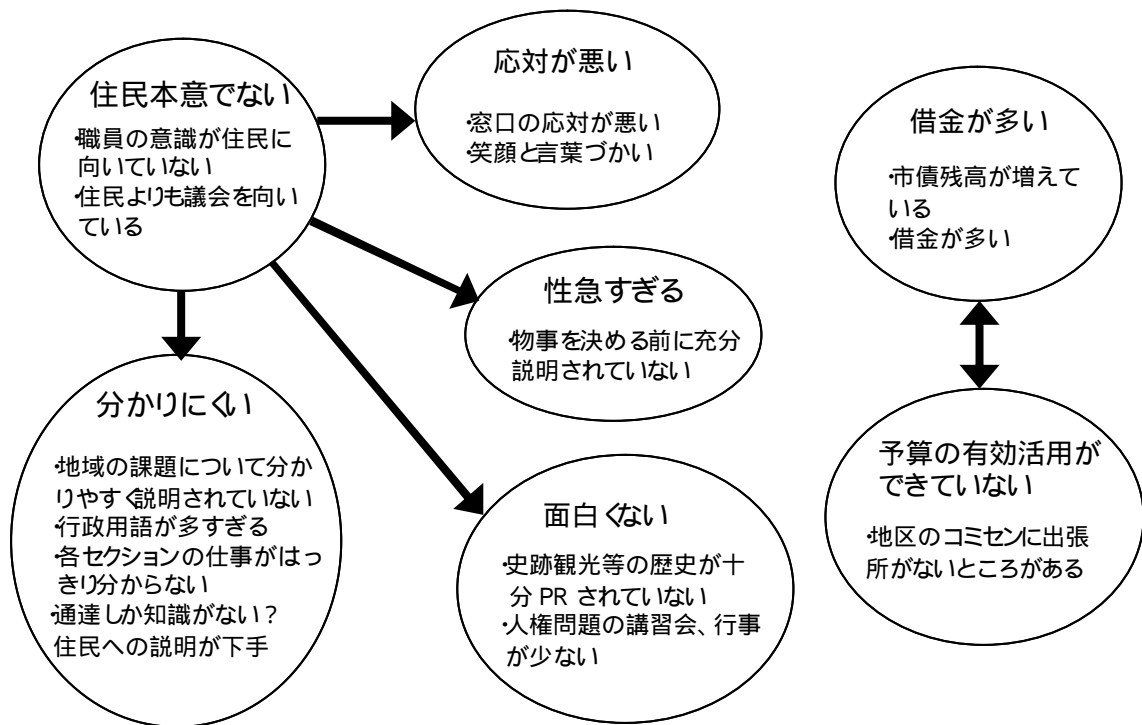 住民本意でない
・職員の意識が住民に
向いていない
・住民よりも議会を向い
ている
応対が悪い
・窓口の応対が悪い
・笑顔と言葉づかい
借金が多い
・市債残高が増えて
いる
・借金が多い
性急すぎる
・物事を決める前に充分
説明されていない
分かりにくい
・地域の課題について分か
りやすく説明されていない
・行政用語が多すぎる
・各セクションの仕事がはっ
きり分からない
・通達しか知識がない？
住民への説明が下手
面白くない
・史跡観光等の歴史が十
分 PR されていない
・人権問題の講習会、行事
が少ない
予算の有効活用が
できていない
・地区のコミセンに出張
所がないところがある